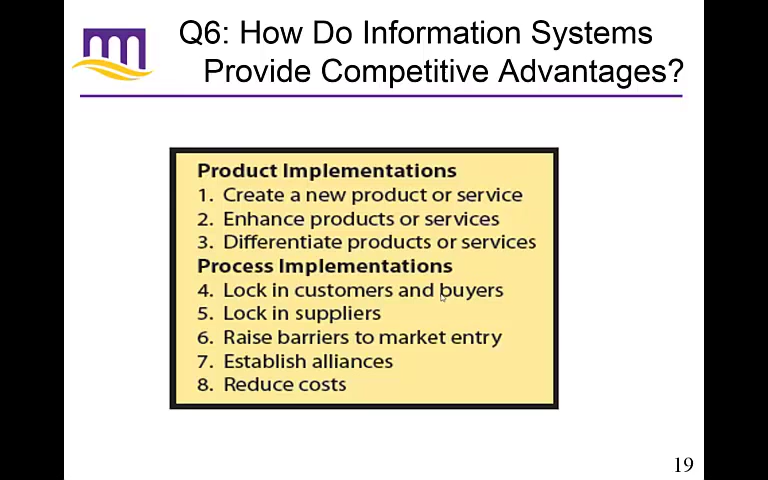 Q6: How Do Information Systems
Provide Competitive Advantages?
Product Implementations
1. Create a new product or service
2. Enhance products or services
3. Differentiate products or services
Process Implementations
4. Lock in customers and buyers
5. Lock in suppliers
6. Raise barriers to market entry
7. Establish alliances
8. Reduce costs
19